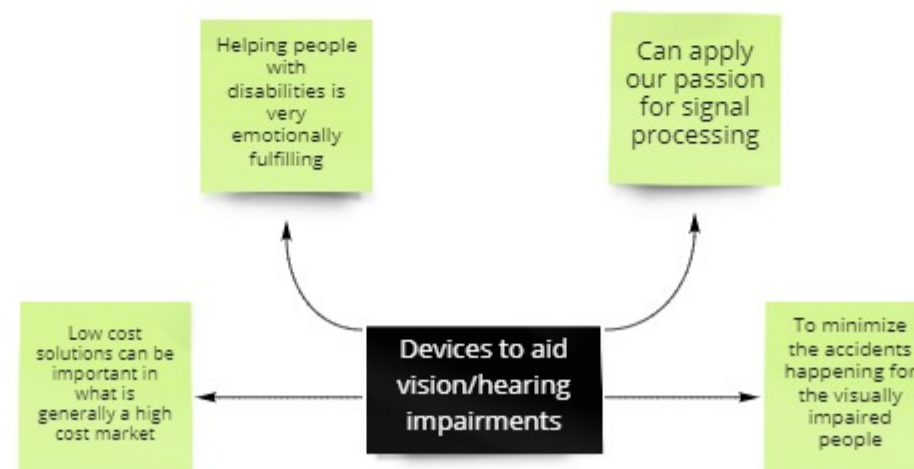 Helping people
with
disabilities is
very
emotionally
fulfilling
Can apply
our passion
for signal
processing
Low cost
solutions can be
important in
what is
generally a high
cost market
Devices to aid
vision/hearing
impairments
To minimize
the accidents
happening for
the visually
impaired
people